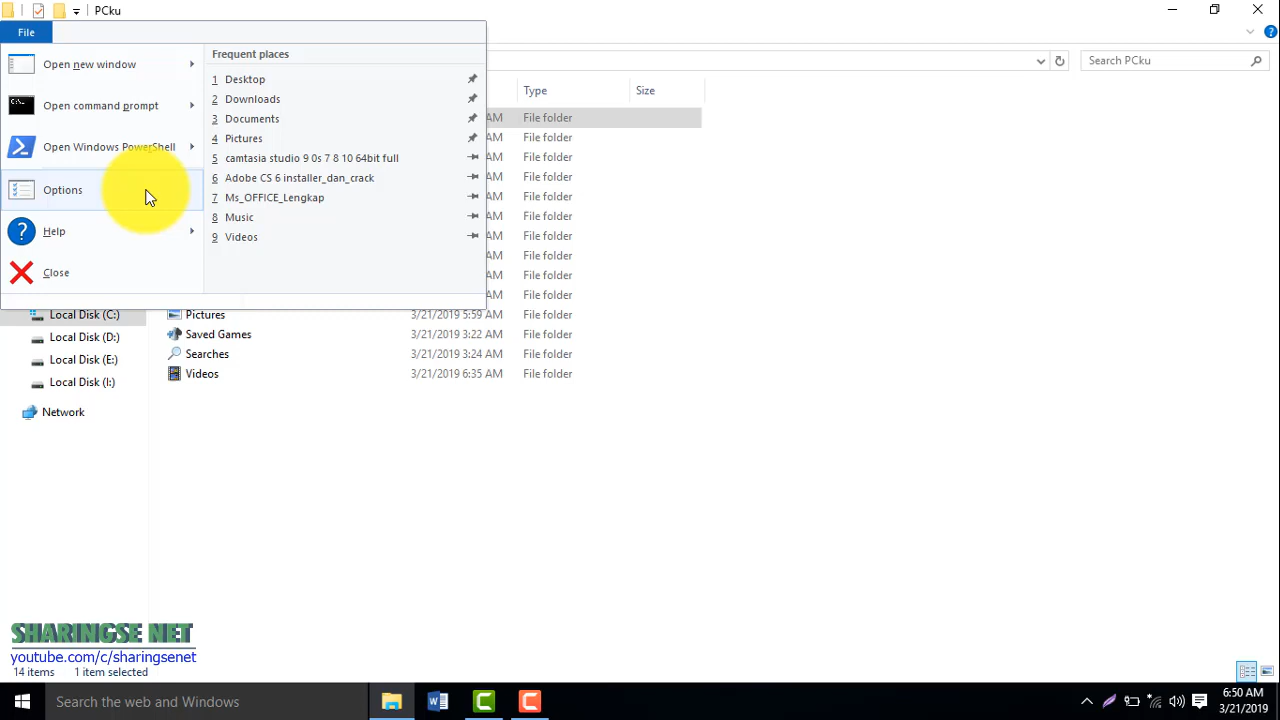 PCku
File
Open new window
Open command prompt
Open Windows PowerShell
Options
Help
Close
Frequent places
1 Desktop
2 Downloads
3 Documents
4 Pictures
5 camtasia studio 9 0s 7 8 10 64bit full
6 Adobe CS 6 installer_dan_crack
7 Ms_OFFICE_Lengkap
8 Music
9 Videos
Search PCku
Type Size
AM File folder
File folder
AM File folder
AM File folder
AM File folder
AM File folder
AM File folder
AM File folder
AM File folder
AM File folder
Pictures 3/21/2019 5:59 AM File folder
Saved Games 3/21/2019 3:22 AM File folder
Searches 3/21/2019 3:24 AM File folder
Videos 3/21/2019 6:35 AM File folder
Local Disk (C:)
Local Disk (D:)
Local Disk (E:)
Local Disk (I:)
Network
SHARINGSE NET
youtube.com/c/sharingsenet
14 items 1 item selected
Search the web and Windows
6:50 AM
3/21/2019